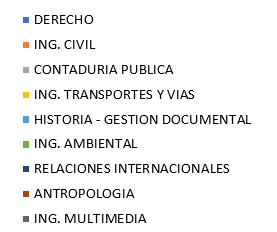 DERECHO
ING. CIVIL
CONTADURIA PUBLICA
ING. TRANSPORTES Y VIAS
HISTORIA - GESTION DOCUMENTAL
ING. AMBIENTAL
RELACIONES INTERNACIONALES
ANTROPOLOGIA
ING. MULTIMEDIA